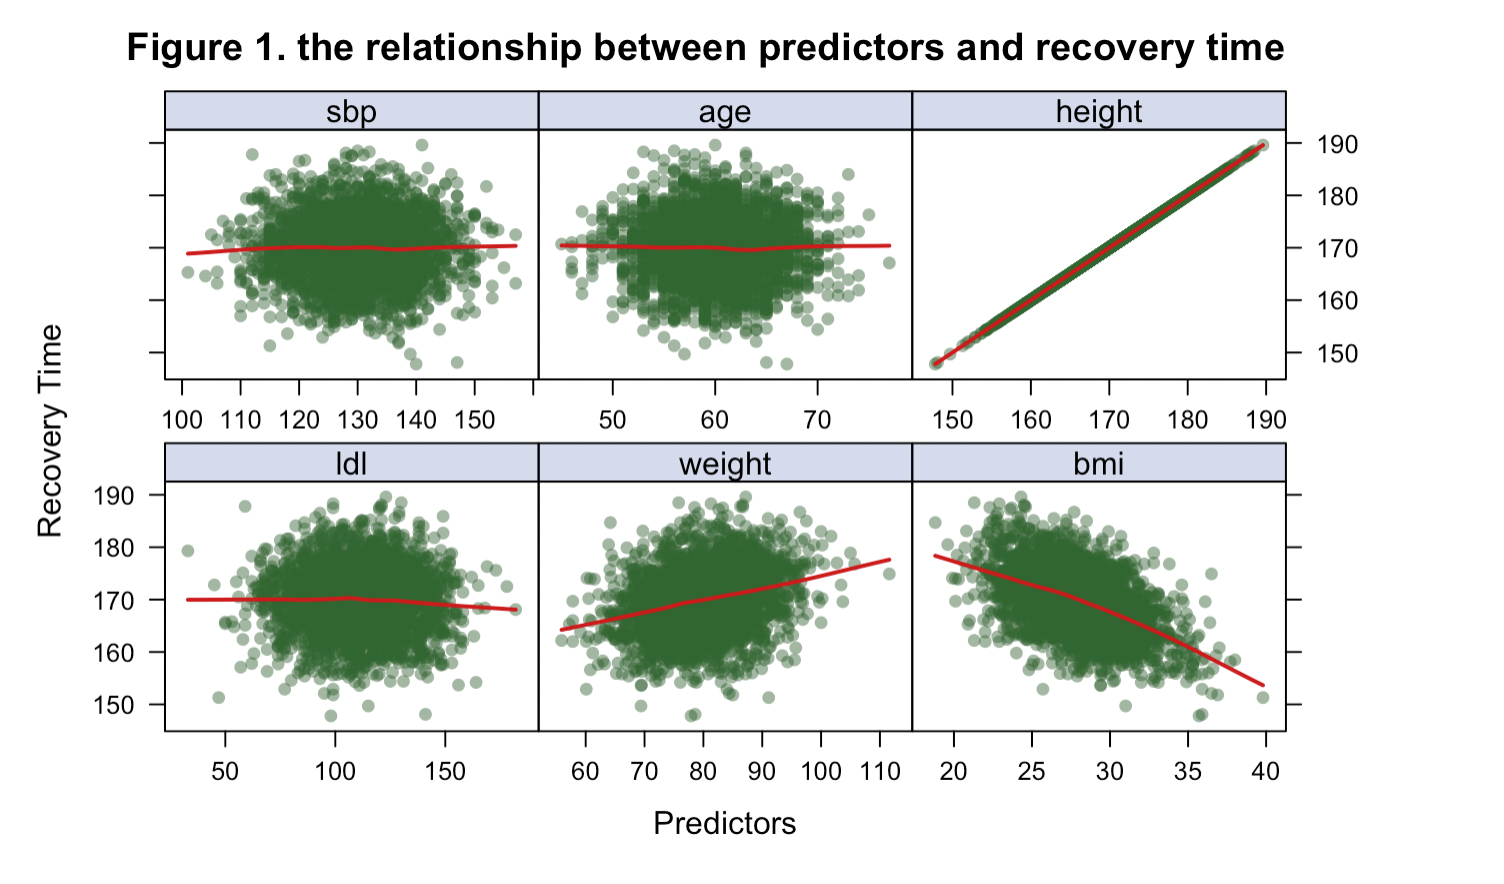 Figure 1. the relationship between predictors and recovery time
sbp
age
height
190
180
170
160
150
100 110 120 130 140 150
50 60 70
150 160 170 180 190
Recovery Time
ldl
weight
bmi
190
180
170
160
150
50 100 150
60 70 80 90 100 110
20 25 30 35 40
Predictors